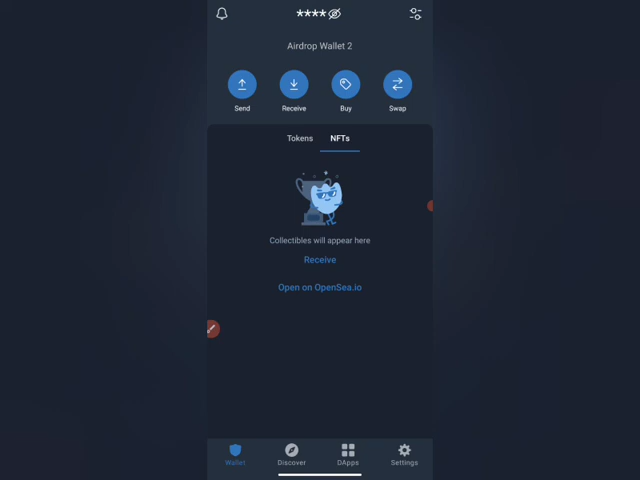 ****
Airdrop Wallet 2
Send Receive Buy Swap
Tokens NFTs
Collectibles will appear here
Receive
Open on OpenSea.io
Wallet Discover DApps Settings